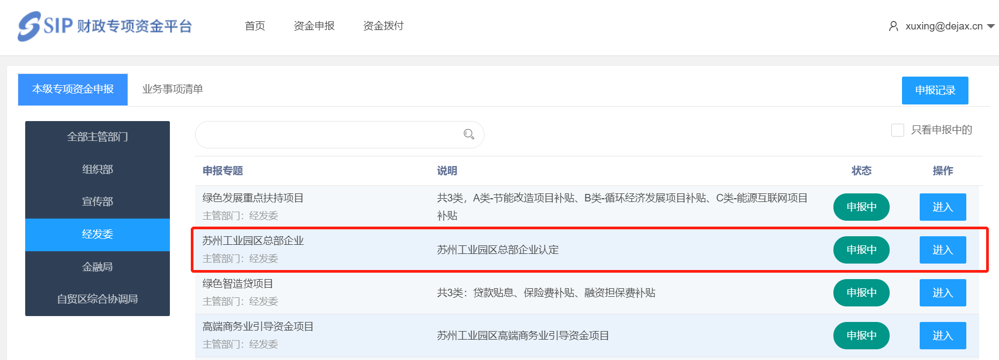 SIP 财政专项资金平台
首页 资金申报 资金拨付 xuxing@dejax.cn
本级专项资金申报 业务事项清单 申报记录
全部主管部门
组织部
宣传部
经发委
金融局
自贸区综合协调局
只看申报中的
申报专题 说明 状态 操作
绿色发展重点扶持项目
主管部门：经发委
共3类，A类-节能改造项目补贴、B类-循环经济发展项目补贴、C类-能源互联网项目
补贴
申报中 进入
苏州工业园区总部企业
主管部门：经发委
苏州工业园区总部企业认定
申报中 进入
绿色智造贷项目
主管部门：经发委
共3类：贷款贴息、保险费补贴、融资担保费补贴
申报中 进入
高端商务业引导资金项目
主管部门：经发委
苏州工业园区高端商务业引导资金项目
申报中 进入